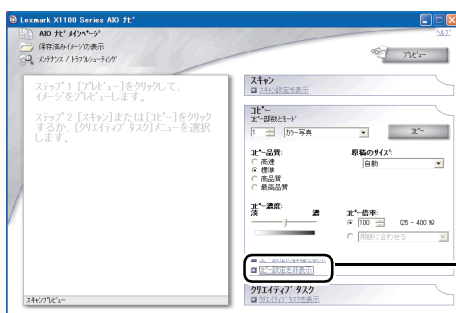 Lexmark X1100 Series AIO ﾅﾋﾞ
AIO ﾅﾋﾞ ﾒｲﾝﾍﾟｰｼﾞ
ﾍﾙﾌﾟ
保存済みｲﾒｰｼﾞの表示
ﾒﾝﾃﾅﾝｽ / ﾄﾗﾌﾞﾙｼｭｰﾃｨﾝｸﾞ
ﾌﾟﾚﾋﾞｭｰ
ステップ 1 [プレビュー]をクリックして、
イメージをプレビューします。
ステップ 2 [スキャン]または[コピー]をクリック
するか、[クリエイティブ タスク]メニューを選択
します。
スキャン
ｽｷｬﾝ設定を表示
コピー
ｺﾋﾟｰ部数とﾓｰﾄﾞ
1
ｶﾗｰ写真
ｺﾋﾟｰ
ｺﾋﾟｰ品質:
高速
標準
高品質
最高品質
原稿のｻｲｽﾞ:
自動
ｺﾋﾟｰ濃度:
淡
濃
ｺﾋﾟｰ倍率:
100
(25 - 400 %)
用紙に合わせる
ｺﾋﾟｰ設定を非表示
クリエイティブ タスク
ｸﾘｴｲﾃｨﾌﾞ ﾀｽｸを表示
ｽｷｬﾝﾌﾟﾚﾋﾞｭｰ